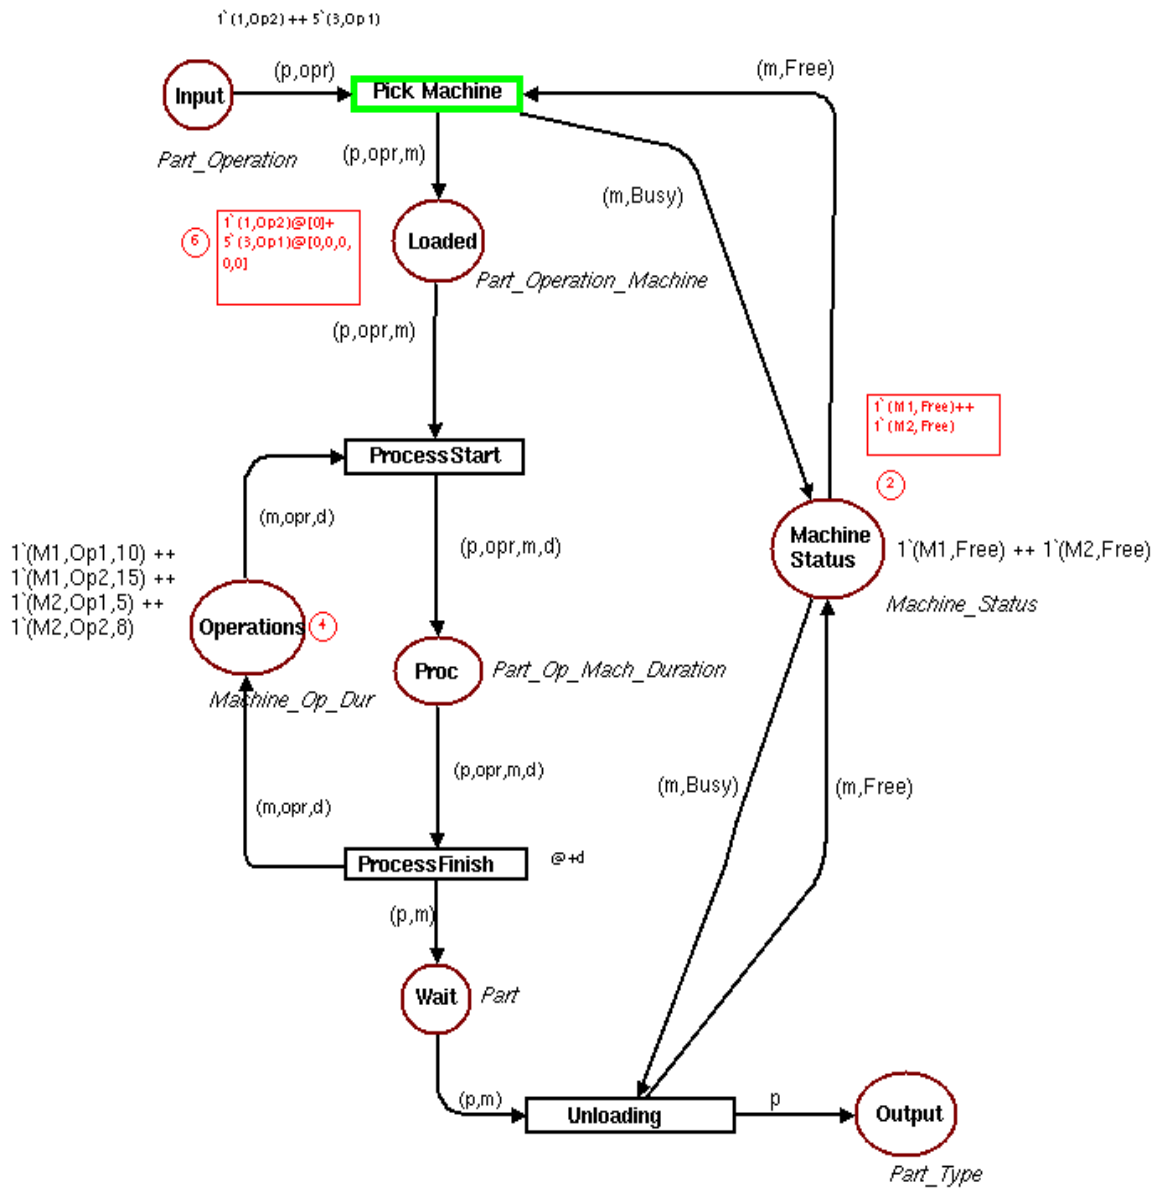 1`(1,Op2) ++ 5`(3,Op1)
(p,opr)
(m,Free)
Pick Machine
Input
Part_Operation
(p,opr,m)
(m,Busy)
6
1`(1,Op2)@[0]+
5`(3,Op1)@[0,0,0,
0,0]
Loaded
Part_Operation_Machine
(p,opr,m)
1`(M1,Free)++
1`(M2,Free)
ProcessStart
2
(m,opr,d)
(p,opr,m,d)
Machine
Status
1`(M1,Free) ++ 1`(M2,Free)
Machine_Status
1`(M1,Op1,10) ++
1`(M1,Op2,15) ++
1`(M2,Op1,5) ++
1`(M2,Op2,8)
Operations
4
Machine_Op_Dur
Proc
Part_Op_Mach_Duration
(p,opr,m,d)
(m,Busy)
(m,Free)
(m,opr,d)
ProcessFinish
@+d
(p,m)
Wait
Part
(p,m)
Unloading
p
Output
Part_Type